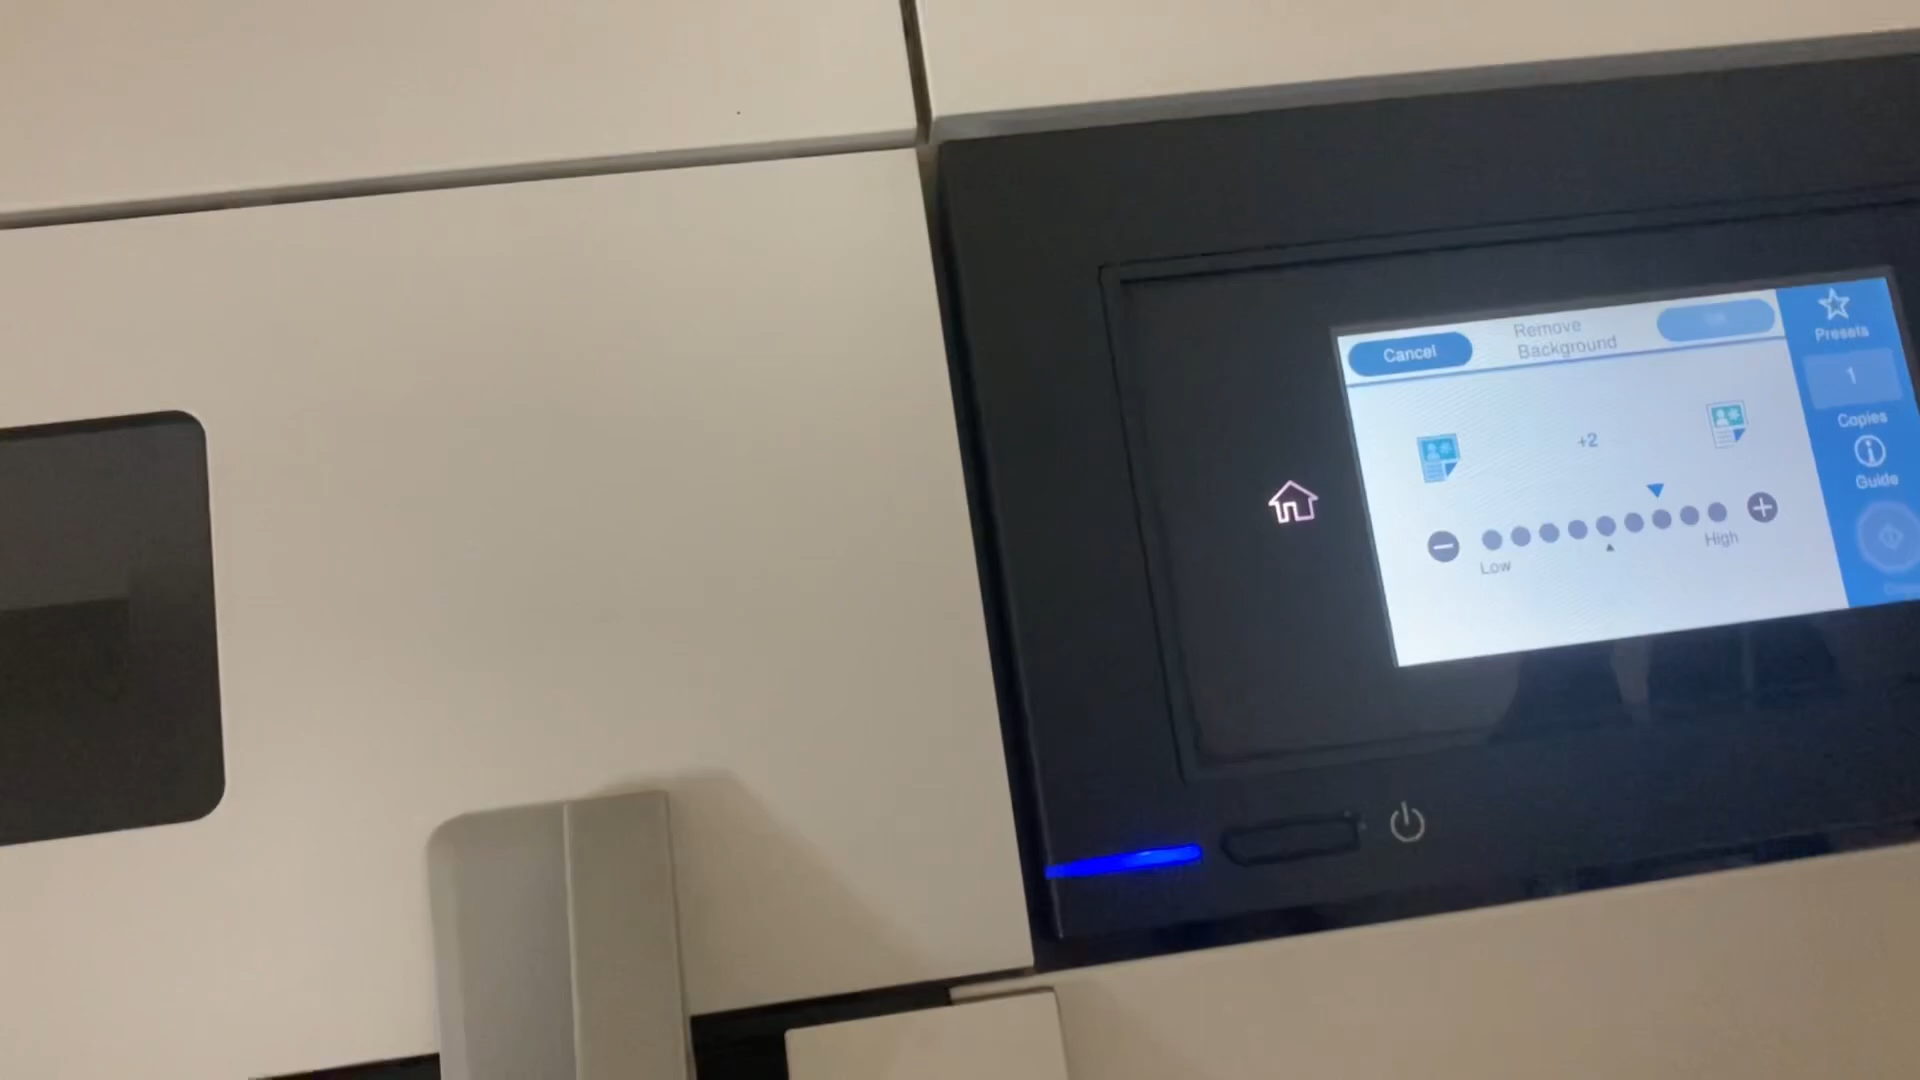 Cancel
Remove
Background
Presets
1
Copies
Guide
+2
Low
High